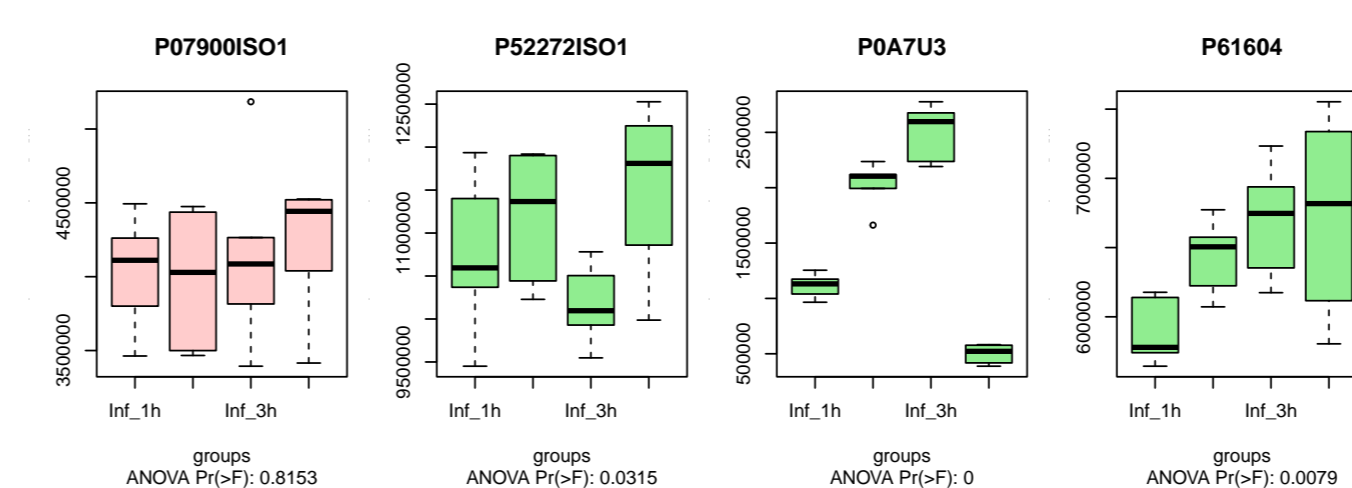 P07900ISO1
4500000
3500000
Inf_1h Inf_3h
groups
ANOVA Pr(>F): 0.8153
P52272ISO1
12500000
11000000
9500000
Inf_1h Inf_3h
groups
ANOVA Pr(>F): 0.0315
P0A7U3
2500000
1500000
500000
Inf_1h Inf_3h
groups
ANOVA Pr(>F): 0
P61604
7000000
6000000
Inf_1h Inf_3h
groups
ANOVA Pr(>F): 0.0079